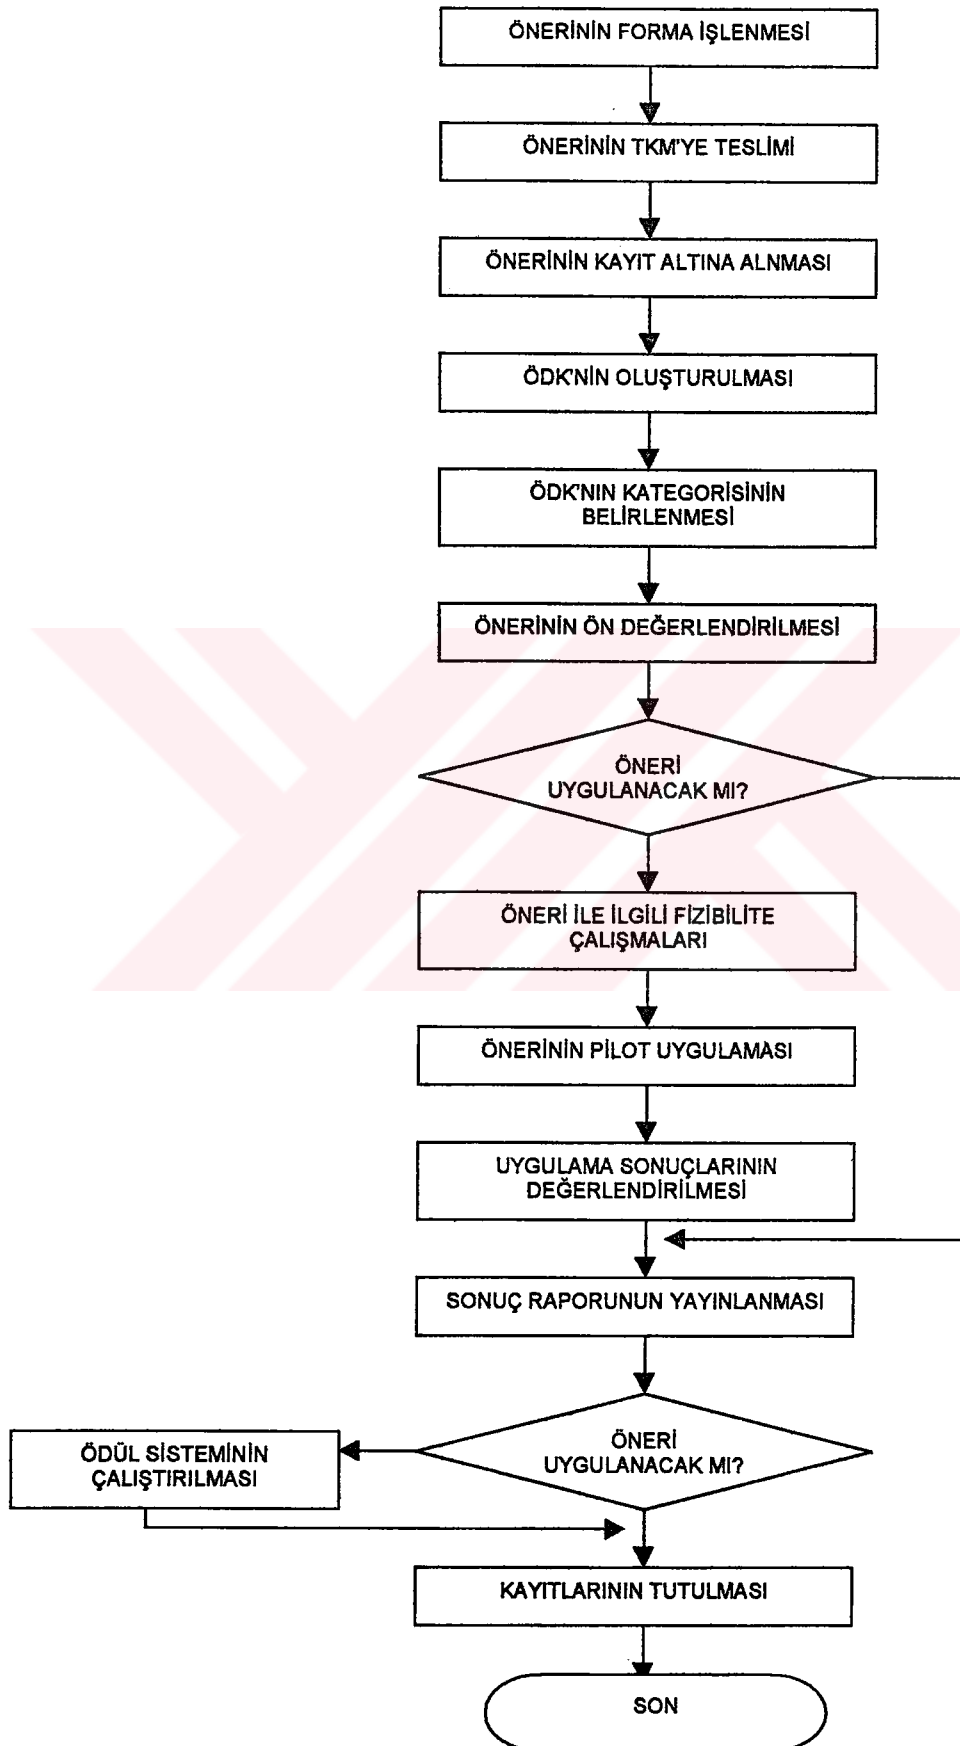 ÖNERİNİN FORMA İŞLENMESİ
ÖNERİNİN TKM'YE TESLİMİ
ÖNERİNİN KAYIT ALTINA ALNMASI
ÖDK'NİN OLUŞTURULMASI
ÖDK'NIN KATEGORİSİNİN
BELİRLENMESİ
ÖNERİNİN ÖN DEĞERLENDİRİLMESİ
ÖNERİ
UYGULANACAK MI?
ÖNERİ İLE İLGİLİ FİZİBİLİTE
ÇALIŞMALARI
ÖNERİNİN PİLOT UYGULAMASI
UYGULAMA SONUÇLARININ
DEĞERLENDİRİLMESİ
SONUÇ RAPORUNUN YAYINLANMASI
ÖNERİ
UYGULANACAK MI?
ÖDÜL SİSTEMİNİN
ÇALIŞTIRILMASI
KAYITLARININ TUTULMASI
SON